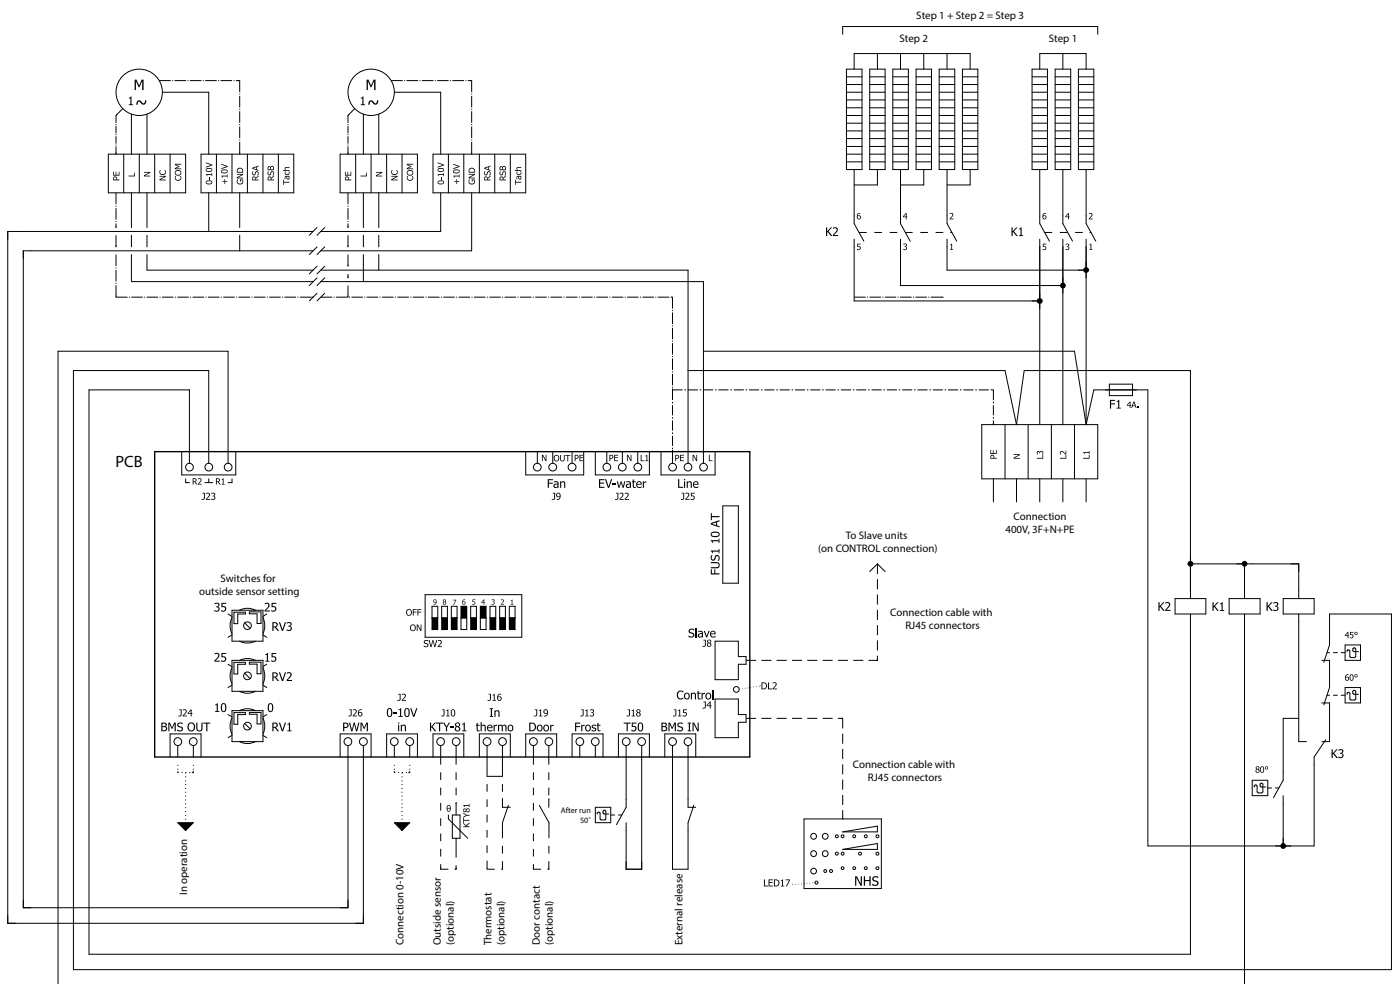 Step 1 + Step 2 = Step 3
Step 2
Step 1
M
1~
M
1~
PE
L
N
NC
COM
0-10V
+10V
GND
RSA
RSB
Tach
PE
L
N
NC
COM
0-10V
+10V
GND
RSA
RSB
Tach
K2
6
4
2
5
3
1
K1
6
4
2
5
3
1
F1 4A.
PE
N
L3
L2
L1
Connection
400V, 3F+N+PE
PCB
R2
R1
J23
N OUT PE
Fan
J9
PE N L1
EV-water
J22
PE N L
Line
J25
FUS1 10 AT
To Slave units
(on CONTROL connection)
Connection cable with
RJ45 connectors
Switches for
outside sensor setting
35
25
RV3
25
15
RV2
10
0
RV1
9 8 7 6 5 4 3 2 1
OFF
ON
SW2
Slave
J8
DL2
Control
J4
J24
BMS OUT
J26
PWM
J2
0-10V
in
J10
KTY-81
J16
In
thermo
J19
Door
J13
Frost
J18
T50
J15
BMS IN
K2
K1
K3
45°
60°
80°
K3
Connection cable with
RJ45 connectors
θ
KTY81
After run
50°
ϑ
ϑ
ϑ
ϑ
In operation
Connection 0-10V
Outside sensor
(optional)
Thermostat
(optional)
Door contact
(optional)
External release
LED17
NHS